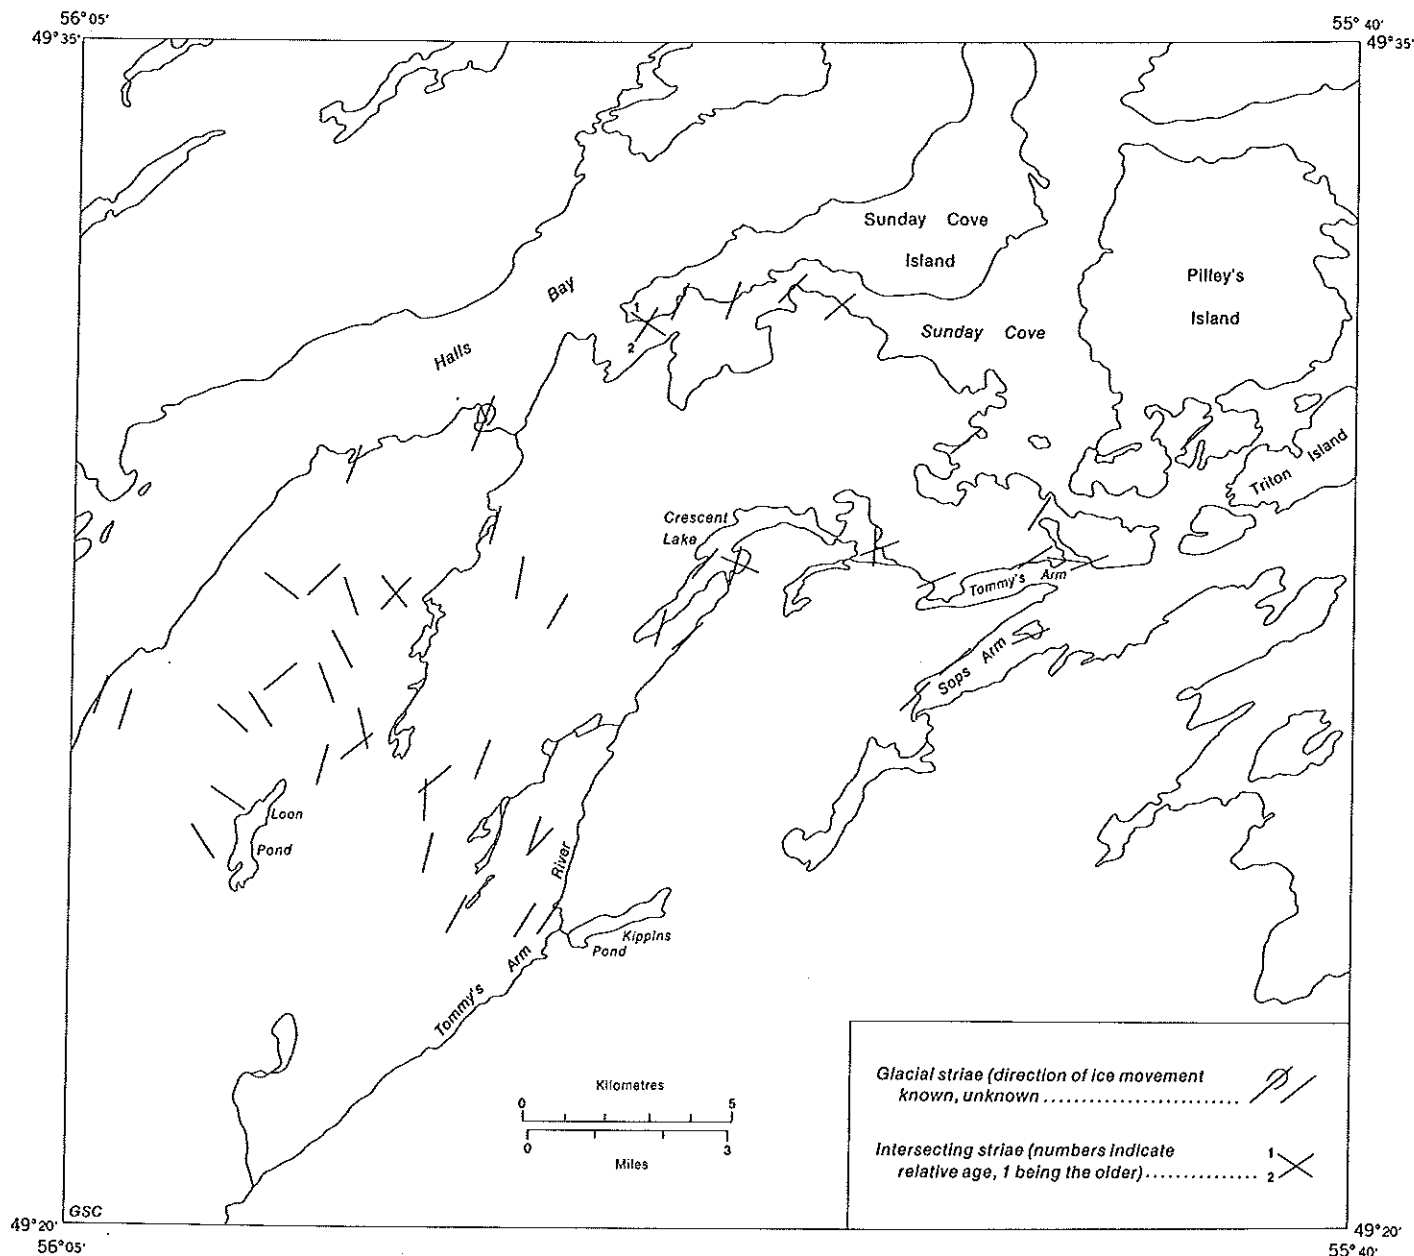 56° 05'
55° 40'
49° 35'
49° 35'
Sunday Cove
Island
Pilley's
Island
Bay
Halls
1
2
Sunday Cove
Triton Island
Crescent
Lake
Tommy's Arm
Sops Arm
Loon
Pond
River
Kippins
Pond
Arm
Tommy's
Kilometres
0 5
0 3
Miles
Glacial striae (direction of ice movement
known, unknown ..........................
Intersecting striae (numbers indicate
relative age, 1 being the older) ...............
1
2
GSC
49° 20'
49° 20'
56° 05'
55° 40'